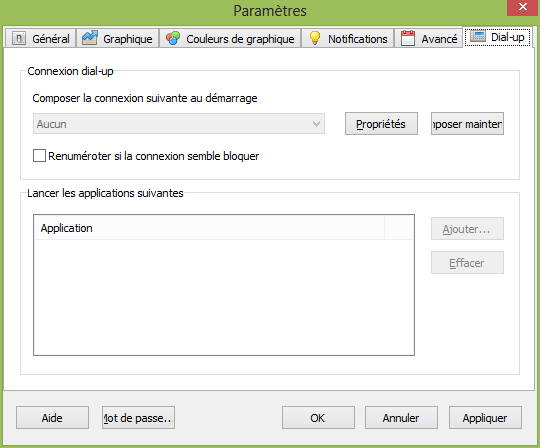 Paramètres
Général Graphique Couleurs de graphique Notifications Avancé Dial-up
Connexion dial-up
Composer la connexion suivante au démarrage
Aucun Propriétés mposer mainten
Renuméroter si la connexion semble bloquer
Lancer les applications suivantes
Application
Ajouter...
Effacer
Aide Mot de passe... OK Annuler Appliquer